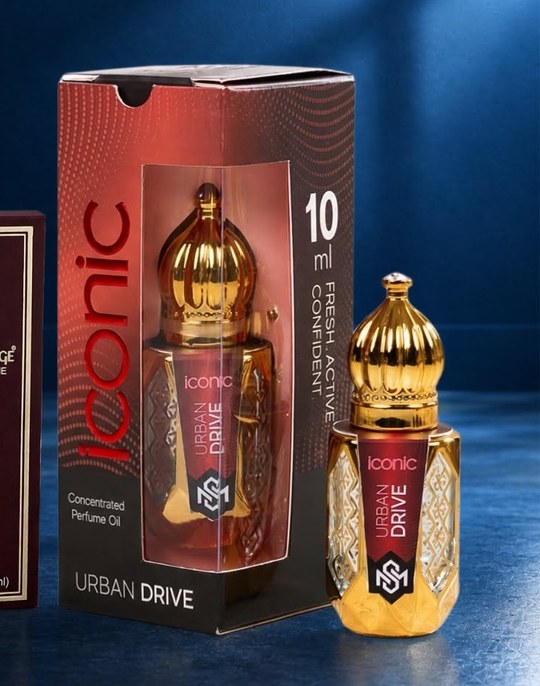 iconic
10
ml
FRESH. ACTIVE
CONFIDENT.
iconic
URBAN
DRIVE
Concentrated
Perfume Oil
URBAN DRIVE
iconic
URBAN
DRIVE